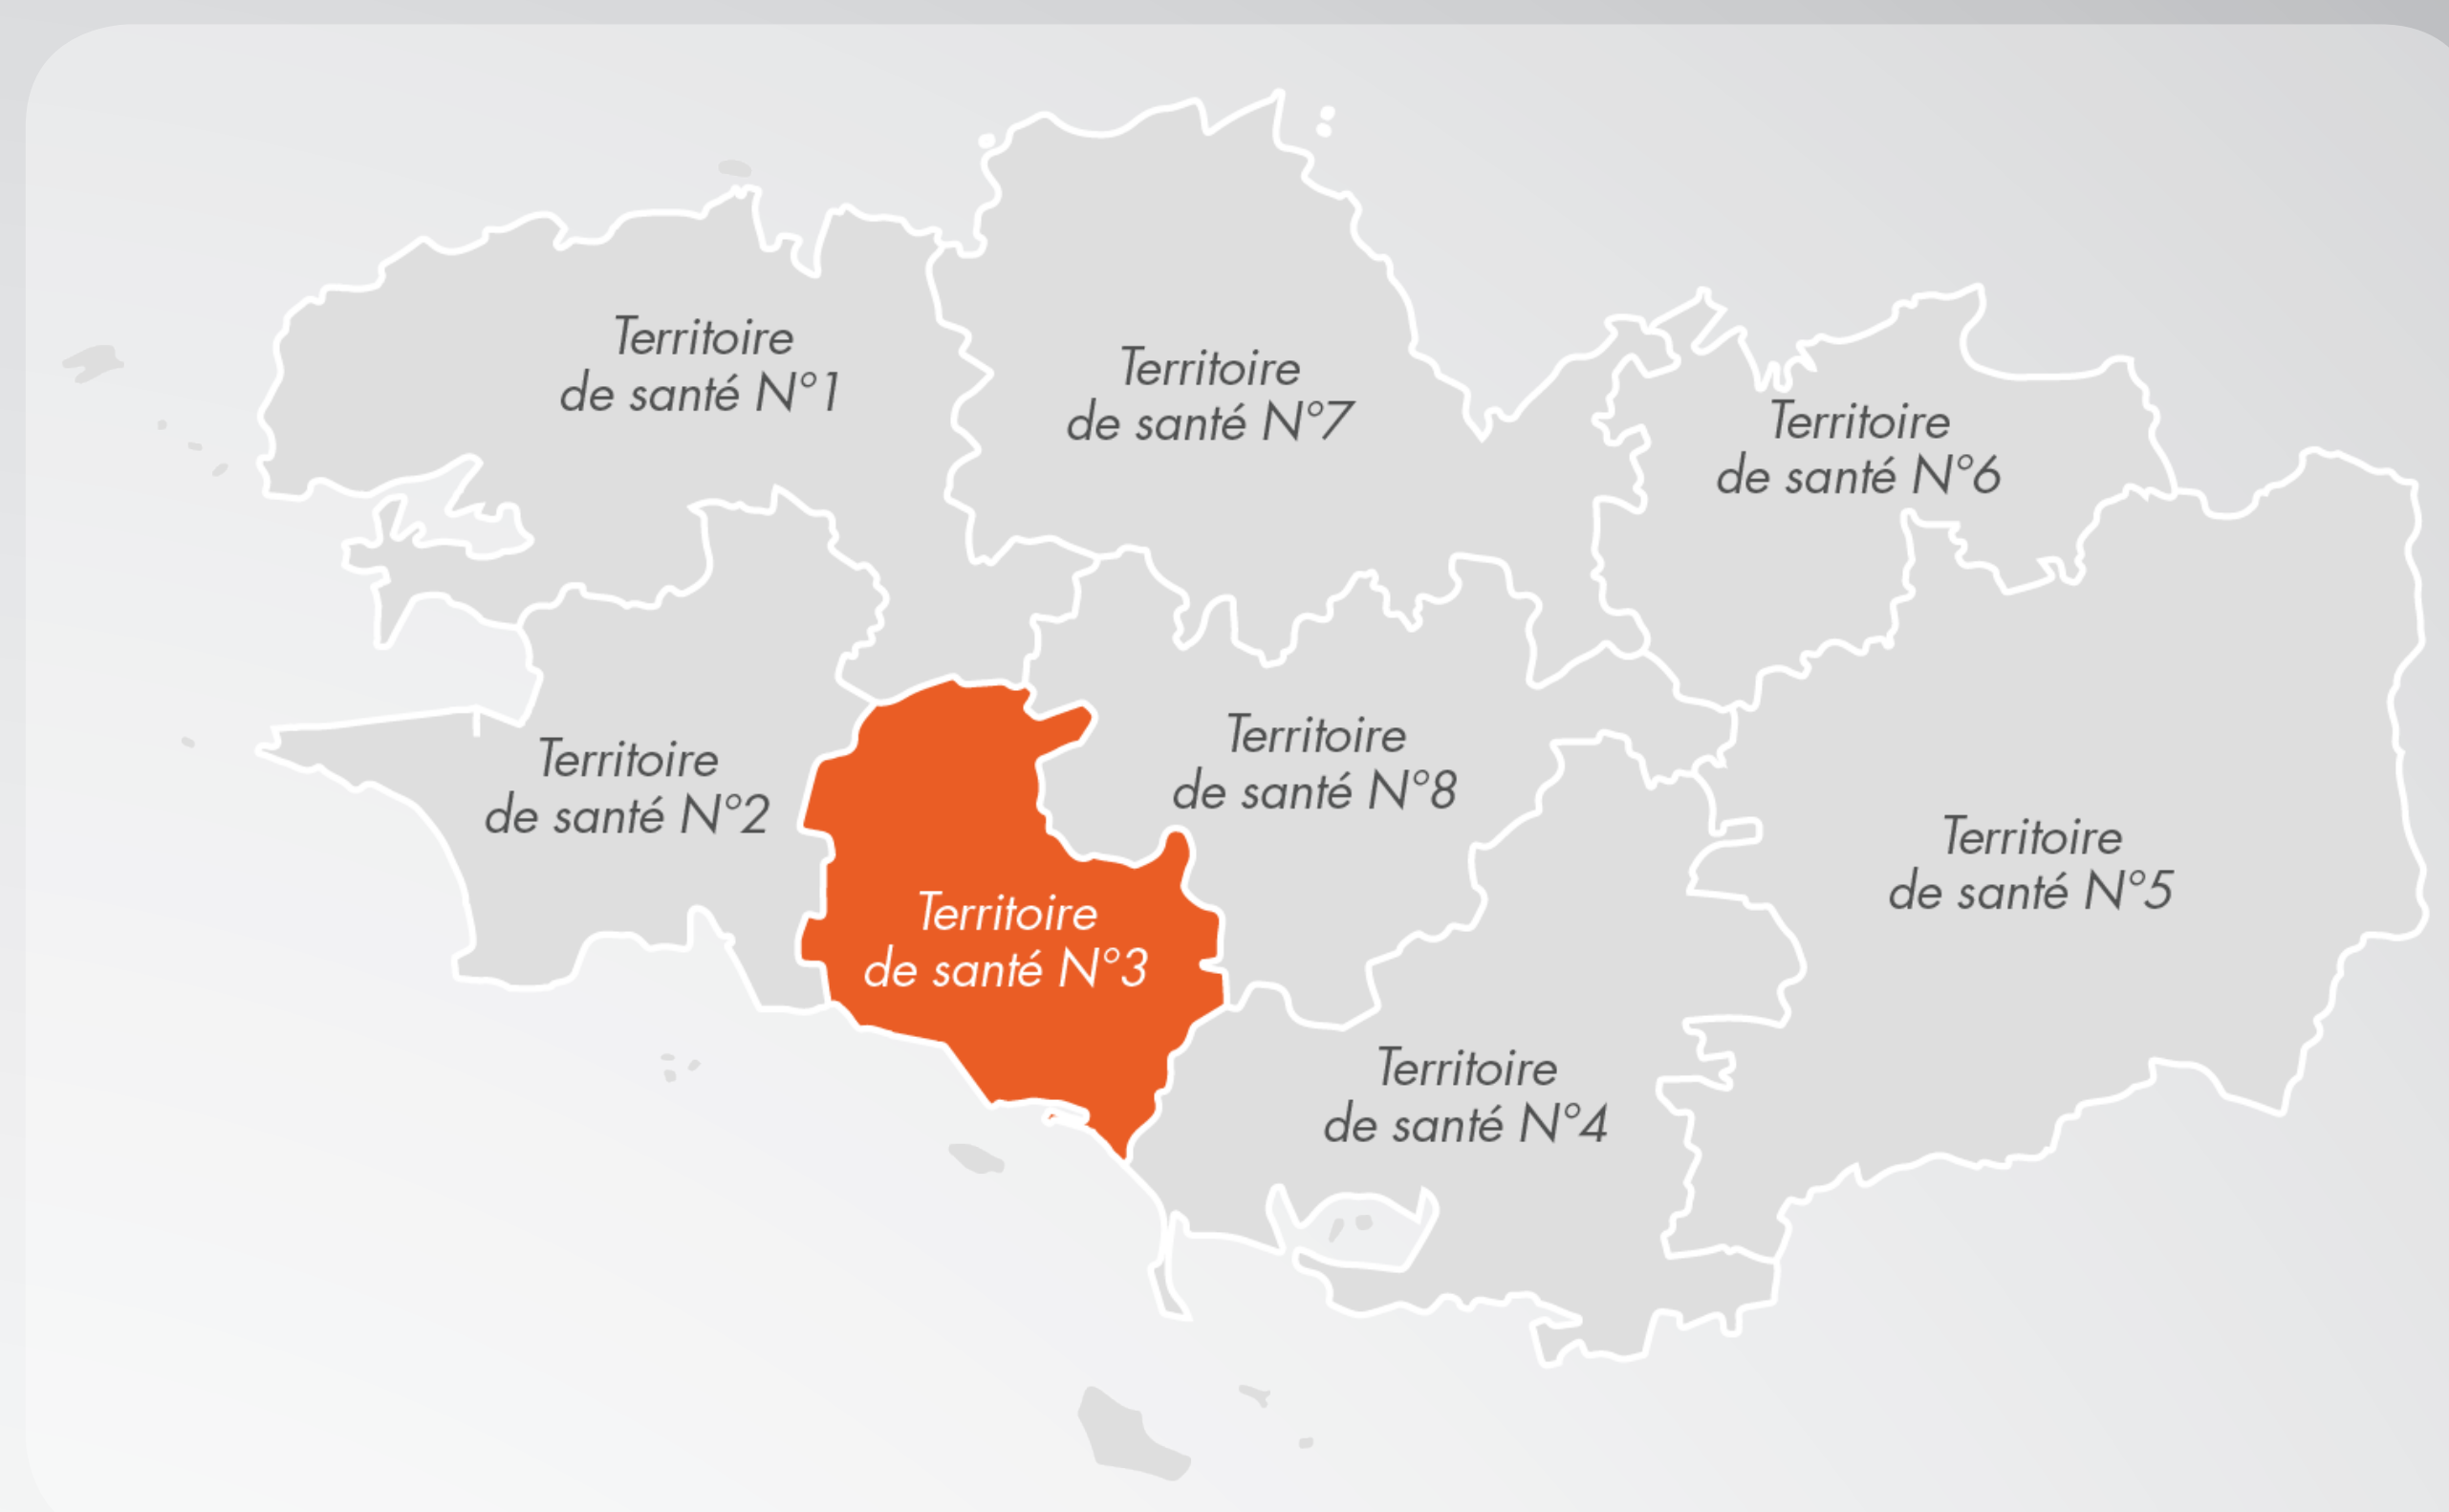 Territoire
de santé N°1
Territoire
de santé N°7
Territoire
de santé N°6
Territoire
de santé N°2
Territoire
de santé N°8
Territoire
de santé N°5
Territoire
de santé N°3
Territoire
de santé N°4